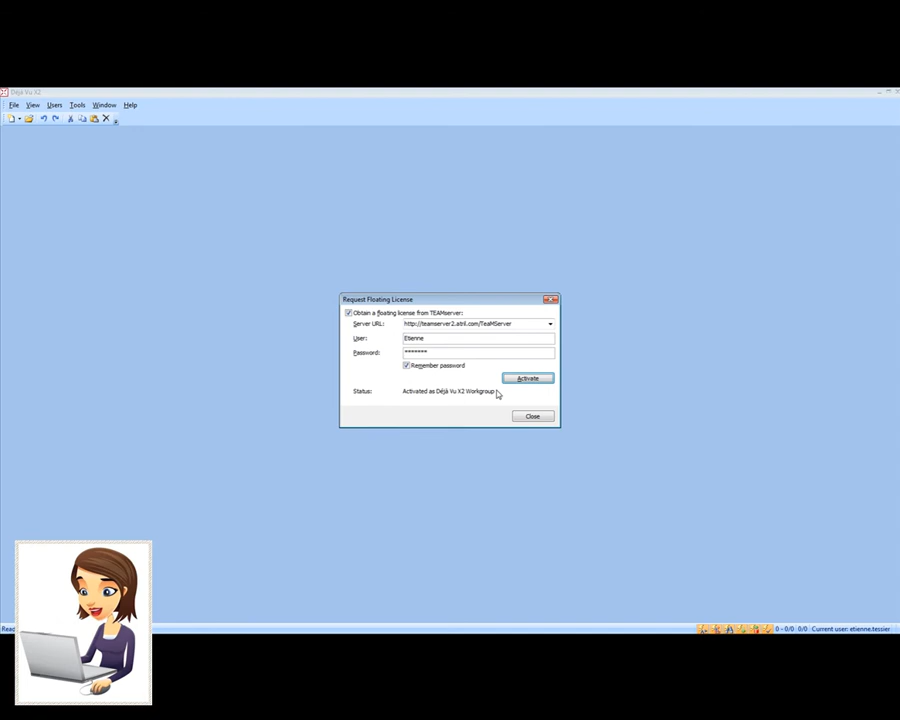 Déjà Vu X2
File View Users Tools Window Help
Request Floating License
Obtain a floating license from TEAMserver:
Server URL: http://teamserver2.atril.com/TeaMServer
User: Etienne
Password: *******
Remember password
Activate
Status: Activated as Déjà Vu X2 Workgroup
Close
0 - 0/0 0/0 Current user: etienne.tessier